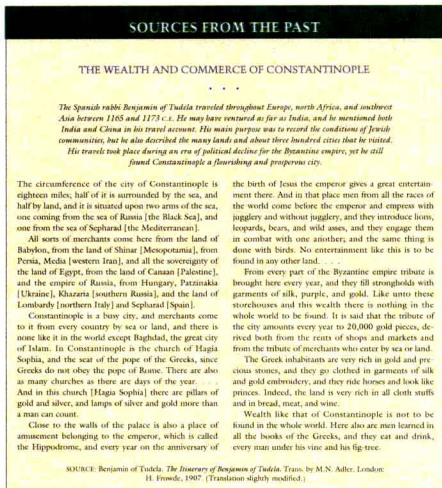 SOURCES FROM THE PAST
THE WEALTH AND COMMERCE OF CONSTANTINOPLE
• • •
The Spanish rabbi Benjamin of Tudela traveled throughout Europe, north Africa, and southwest
Asia between 1165 and 1173 C.E. He may have ventured as far as India, and he mentioned both
India and China in his travel account. His main purpose was to record the conditions of Jewish
communities, but he also described the many lands and about three hundred cities that he visited.
His travels took place during an era of political decline for the Byzantine empire, yet he still
found Constantinople a flourishing and prosperous city.
The circumference of the city of Constantinople is
eighteen miles; half of it is surrounded by the sea, and
half by land, and it is situated upon two arms of the sea,
one coming from the sea of Russia [the Black Sea], and
one from the sea of Sepharad [the Mediterranean].
All sorts of merchants come here from the land of
Babylon, from the land of Shinar [Mesopotamia], from
Persia, Media [western Iran], and all the sovereignty of
the land of Egypt, from the land of Canaan [Palestine],
and the empire of Russia, from Hungary, Patzinakia
[Ukraine], Khazaria [southern Russia], and the land of
Lombardy [northern Italy] and Sepharad [Spain].
Constantinople is a busy city, and merchants come
to it from every country by sea or land, and there is
none like it in the world except Baghdad, the great city
of Islam. In Constantinople is the church of Hagia
Sophia, and the seat of the pope of the Greeks, since
Greeks do not obey the pope of Rome. There are also
as many churches as there are days of the year. . . .
And in this church [Hagia Sophia] there are pillars of
gold and silver, and lamps of silver and gold more than
a man can count.
Close to the walls of the palace is also a place of
amusement belonging to the emperor, which is called
the Hippodrome, and every year on the anniversary of
the birth of Jesus the emperor gives a great entertain-
ment there. And in that place men from all the races of
the world come before the emperor and empress with
jugglery and without jugglery, and they introduce lions,
leopards, bears, and wild asses, and they engage them
in combat with one another; and the same thing is
done with birds. No entertainment like this is to be
found in any other land. . . .
From every part of the Byzantine empire tribute is
brought here every year, and they fill strongholds with
garments of silk, purple, and gold. Like unto these
storehouses and this wealth there is nothing in the
whole world to be found. It is said that the tribute of
the city amounts every year to 20,000 gold pieces, de-
rived both from the rents of shops and markets and
from the tribute of merchants who enter by sea or land.
The Greek inhabitants are very rich in gold and pre-
cious stones, and they go clothed in garments of silk
and gold embroidery, and they ride horses and look like
princes. Indeed, the land is very rich in all cloth stuffs
and in bread, meat, and wine.
Wealth like that of Constantinople is not to be
found in the whole world. Here also are men learned in
all the books of the Greeks, and they eat and drink,
every man under his vine and his fig-tree.
SOURCE: Benjamin of Tudela. The Itinerary of Benjamin of Tudela. Trans. by M.N. Adler. London:
H. Frowde, 1907. (Translation slightly modified.)